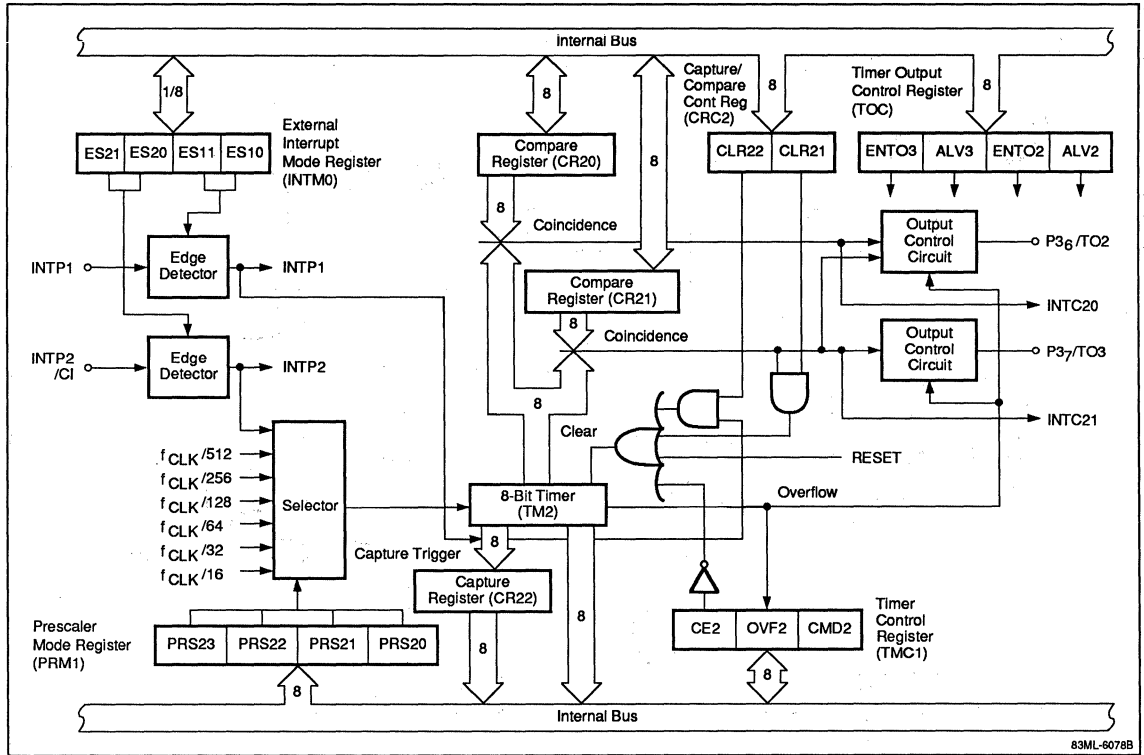 Internal Bus
1/8
8
8
8
8
ES21 ES20 ES11 ES10
External
Interrupt
Mode Register
(INTM0)
Compare
Register (CR20)
Capture/
Compare
Cont Reg
(CRC2)
CLR22 CLR21
Timer Output
Control Register
(TOC)
ENTO3 ALV3 ENTO2 ALV2
8
Coincidence
INTP1
Edge
Detector
INTP1
Output
Control
Circuit
P36/TO2
Compare
Register (CR21)
INTC20
8
Coincidence
INTP2
/CI
Edge
Detector
INTP2
Output
Control
Circuit
P37/TO3
8
INTC21
Clear
RESET
fCLK/512
fCLK/256
fCLK/128
fCLK/64
fCLK/32
fCLK/16
Selector
8-Bit Timer
(TM2)
Overflow
8
Capture Trigger
Capture
Register (CR22)
8
8
Prescaler
Mode Register
(PRM1)
PRS23 PRS22 PRS21 PRS20
8
CE2 OVF2 CMD2
Timer
Control
Register
(TMC1)
8
Internal Bus
83ML-6078B